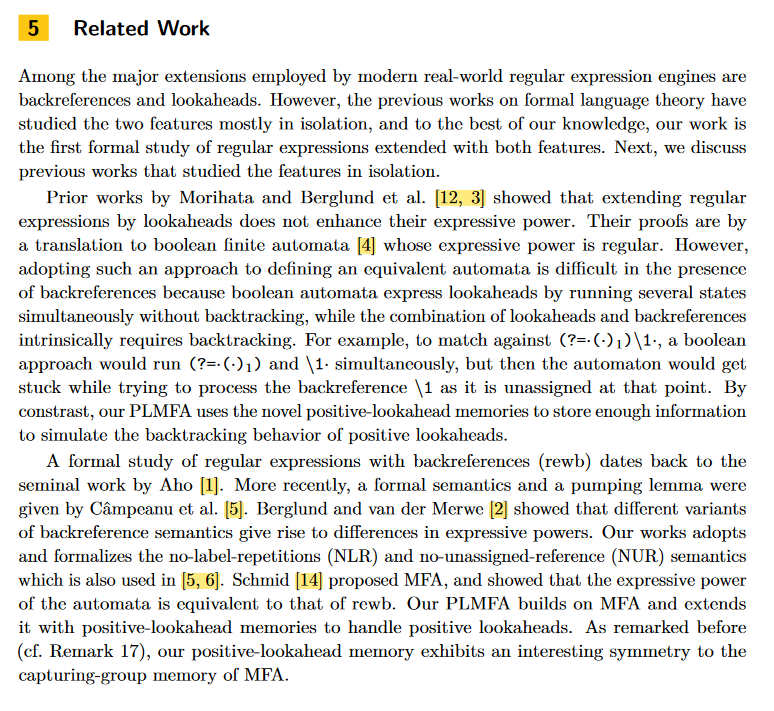 5 Related Work
Among the major extensions employed by modern real-world regular expression engines are
backreferences and lookaheads. However, the previous works on formal language theory have
studied the two features mostly in isolation, and to the best of our knowledge, our work is
the first formal study of regular expressions extended with both features. Next, we discuss
previous works that studied the features in isolation.
Prior works by Morihata and Berglund et al. [12, 3] showed that extending regular
expressions by lookaheads does not enhance their expressive power. Their proofs are by
a translation to boolean finite automata [4] whose expressive power is regular. However,
adopting such an approach to defining an equivalent automata is difficult in the presence
of backreferences because boolean automata express lookaheads by running several states
simultaneously without backtracking, while the combination of lookaheads and backreferences
intrinsically requires backtracking. For example, to match against (?=·(·)₁)\1·, a boolean
approach would run (?=·(·)₁) and \1· simultaneously, but then the automaton would get
stuck while trying to process the backreference \1 as it is unassigned at that point. By
constrast, our PLMFA uses the novel positive-lookahead memories to store enough information
to simulate the backtracking behavior of positive lookaheads.
A formal study of regular expressions with backreferences (rewb) dates back to the
seminal work by Aho [1]. More recently, a formal semantics and a pumping lemma were
given by Câmpeanu et al. [5]. Berglund and van der Merwe [2] showed that different variants
of backreference semantics give rise to differences in expressive powers. Our works adopts
and formalizes the no-label-repetitions (NLR) and no-unassigned-reference (NUR) semantics
which is also used in [5, 6]. Schmid [14] proposed MFA, and showed that the expressive power
of the automata is equivalent to that of rewb. Our PLMFA builds on MFA and extends
it with positive-lookahead memories to handle positive lookaheads. As remarked before
(cf. Remark 17), our positive-lookahead memory exhibits an interesting symmetry to the
capturing-group memory of MFA.